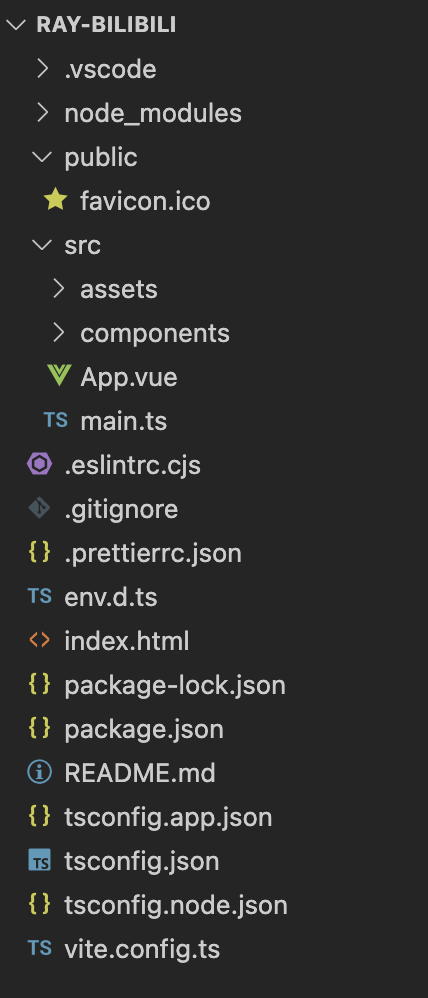 RAY-BILIBILI
.vscode
node_modules
public
favicon.ico
src
assets
components
App.vue
TS main.ts
.eslintrc.cjs
.gitignore
{} .prettierrc.json
TS env.d.ts
<> index.html
{} package-lock.json
{} package.json
README.md
{} tsconfig.app.json
TS tsconfig.json
{} tsconfig.node.json
TS vite.config.ts